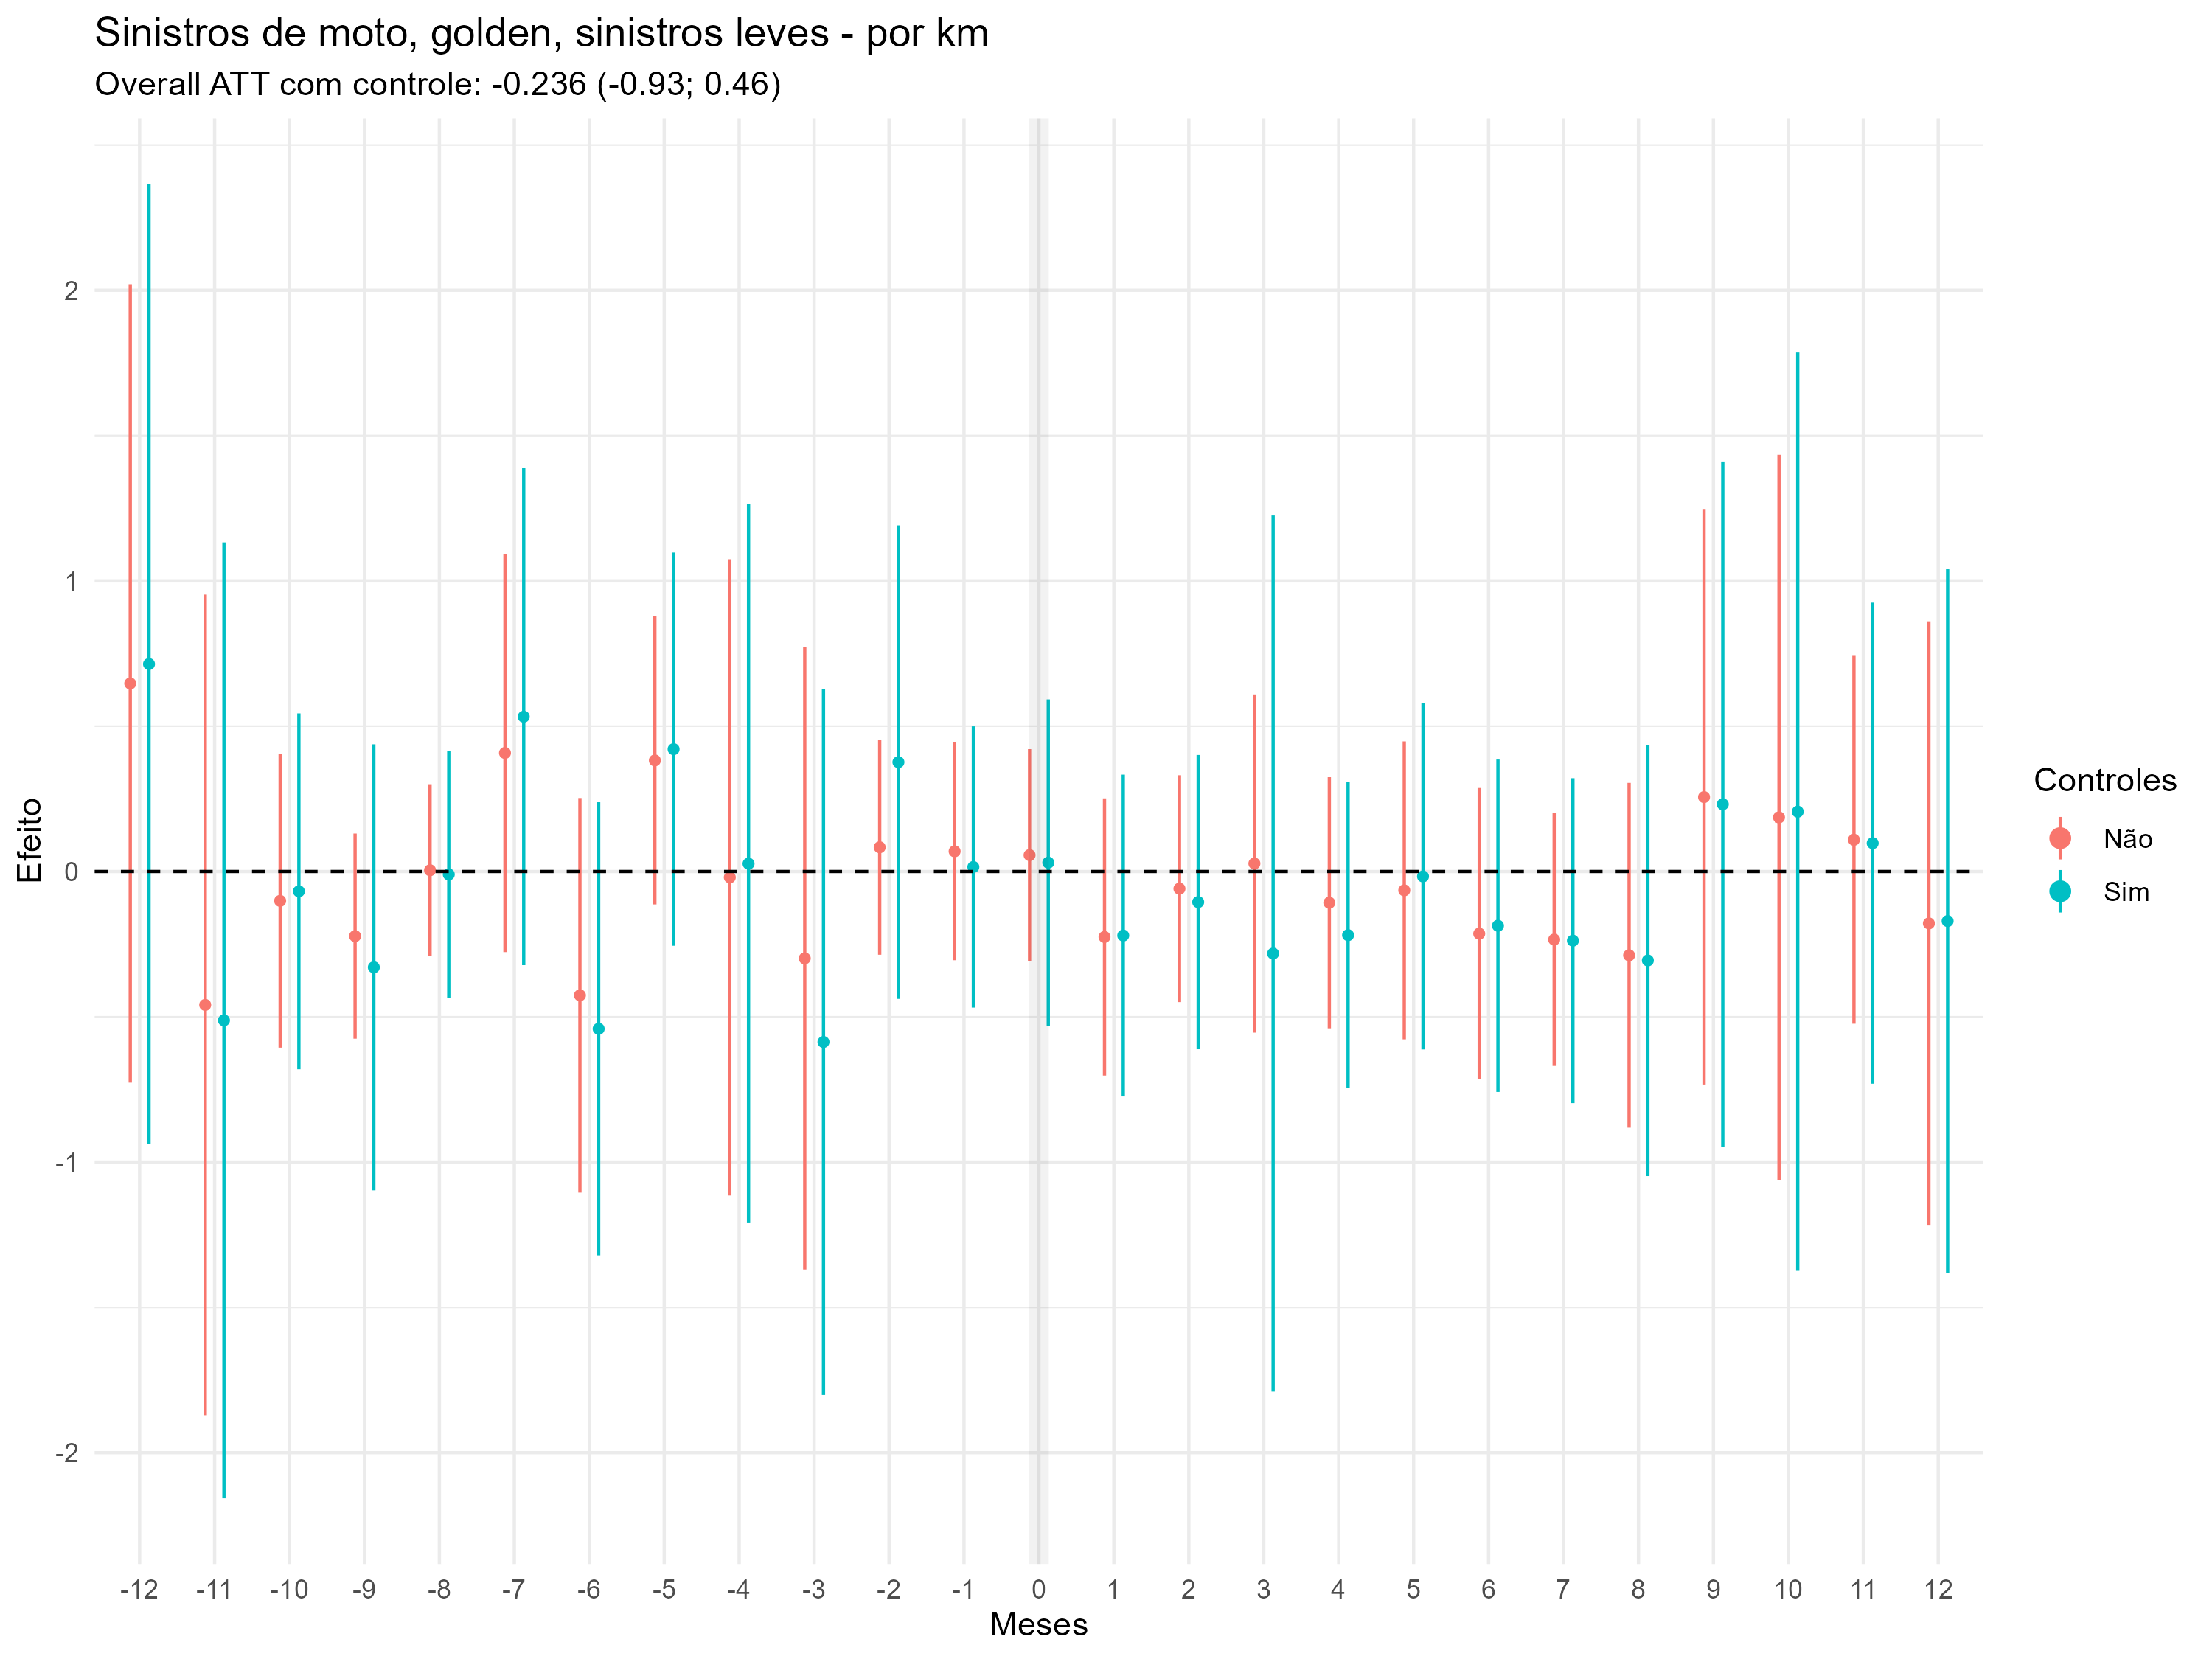 Sinistros de moto, golden, sinistros leves - por km
Overall ATT com controle: -0.236 (-0.93; 0.46)
Efeito
2
1
0
-1
-2
-12 -11 -10 -9 -8 -7 -6 -5 -4 -3 -2 -1 0 1 2 3 4 5 6 7 8 9 10 11 12
Meses
Controles
Não
Sim